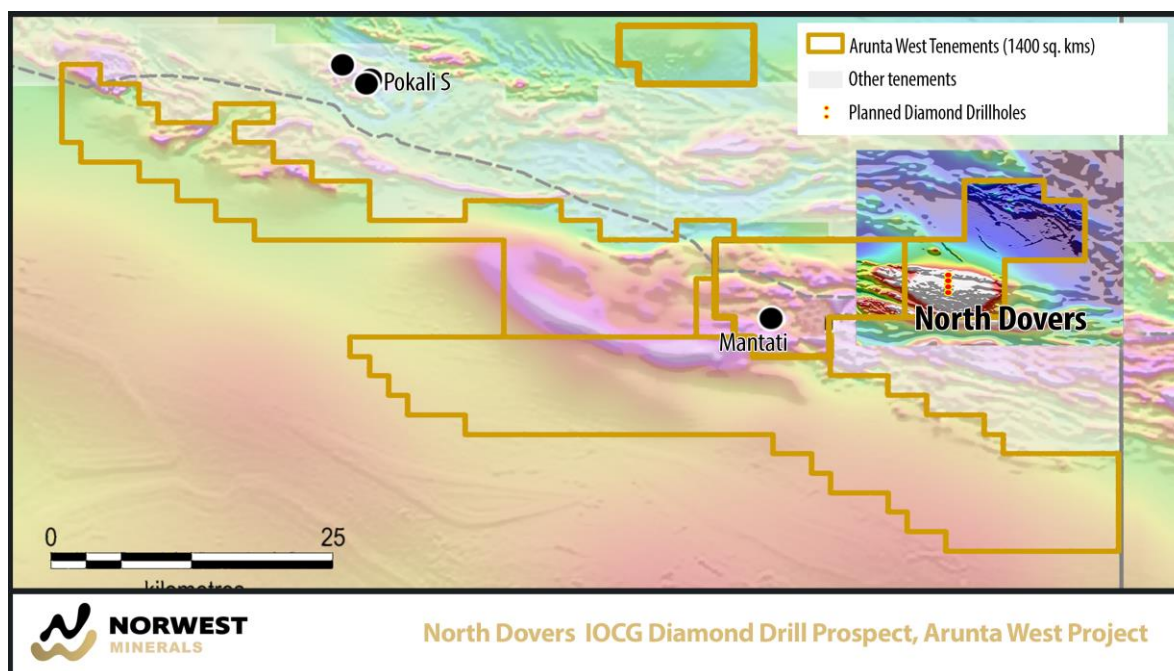 Arunta West Tenements (1400 sq. kms)
Other tenements
Planned Diamond Drillholes
Pokali S
North Dovers
Mantati
0 25
kilometres
NORWEST
MINERALS
North Dovers IOCG Diamond Drill Prospect, Arunta West Project